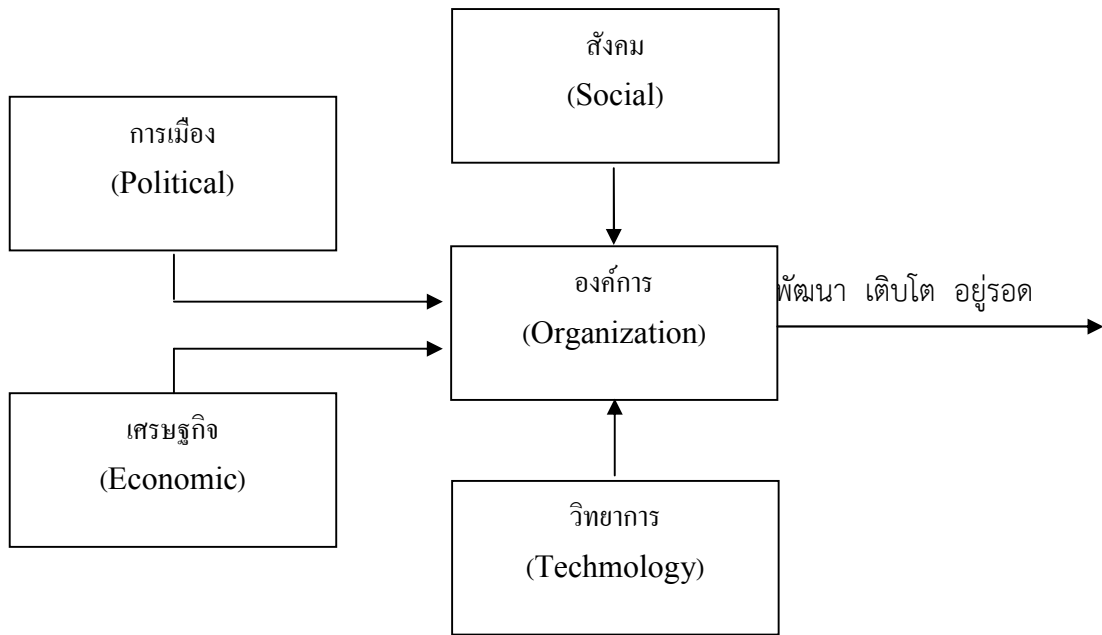 สังคม
(Social)
การเมือง
(Political)
องค์การ
(Organization)
พัฒนา เติบโต อยู่รอด
เศรษฐกิจ
(Economic)
วิทยาการ
(Techmology)